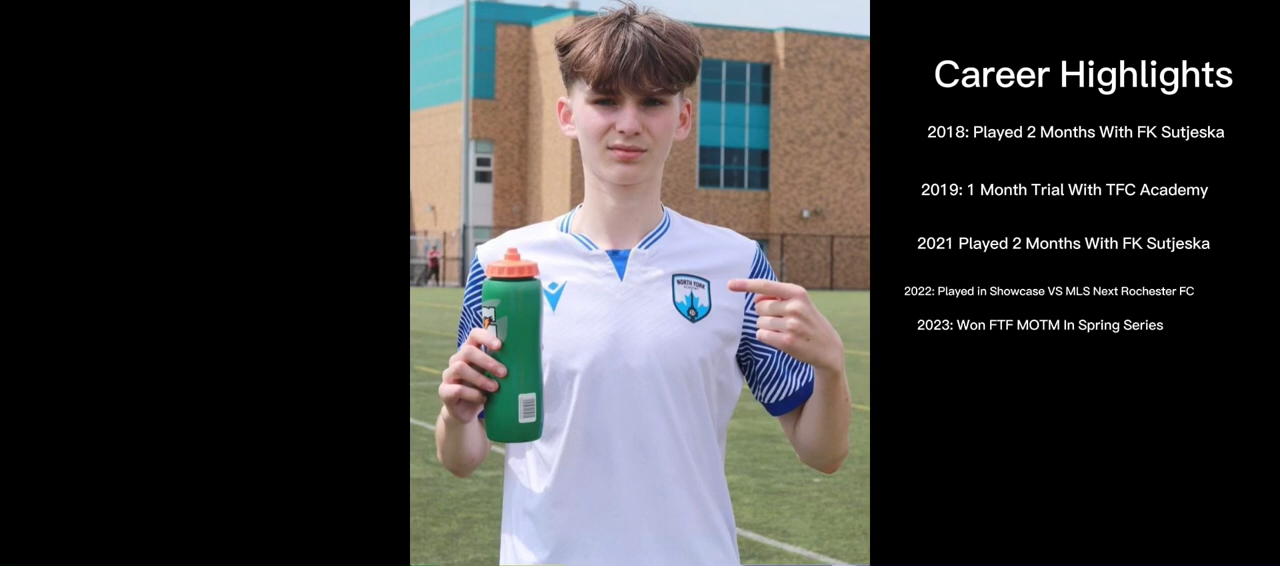 Career Highlights
2018: Played 2 Months With FK Sutjeska
2019: 1 Month Trial With TFC Academy
2021 Played 2 Months With FK Sutjeska
2022: Played in Showcase VS MLS Next Rochester FC
2023: Won FTF MOTM In Spring Series
NORTH YORK